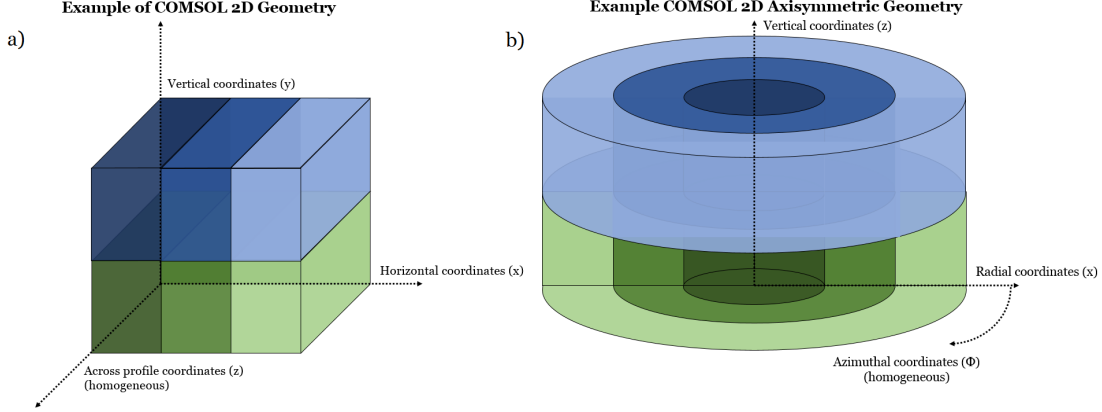 Example of COMSOL 2D Geometry
a)
Vertical coordinates (y)
Horizontal coordinates (x)
Across profile coordinates (z)
(homogeneous)
Example COMSOL 2D Axisymmetric Geometry
b)
Vertical coordinates (z)
Radial coordinates (x)
Azimuthal coordinates (Φ)
(homogeneous)